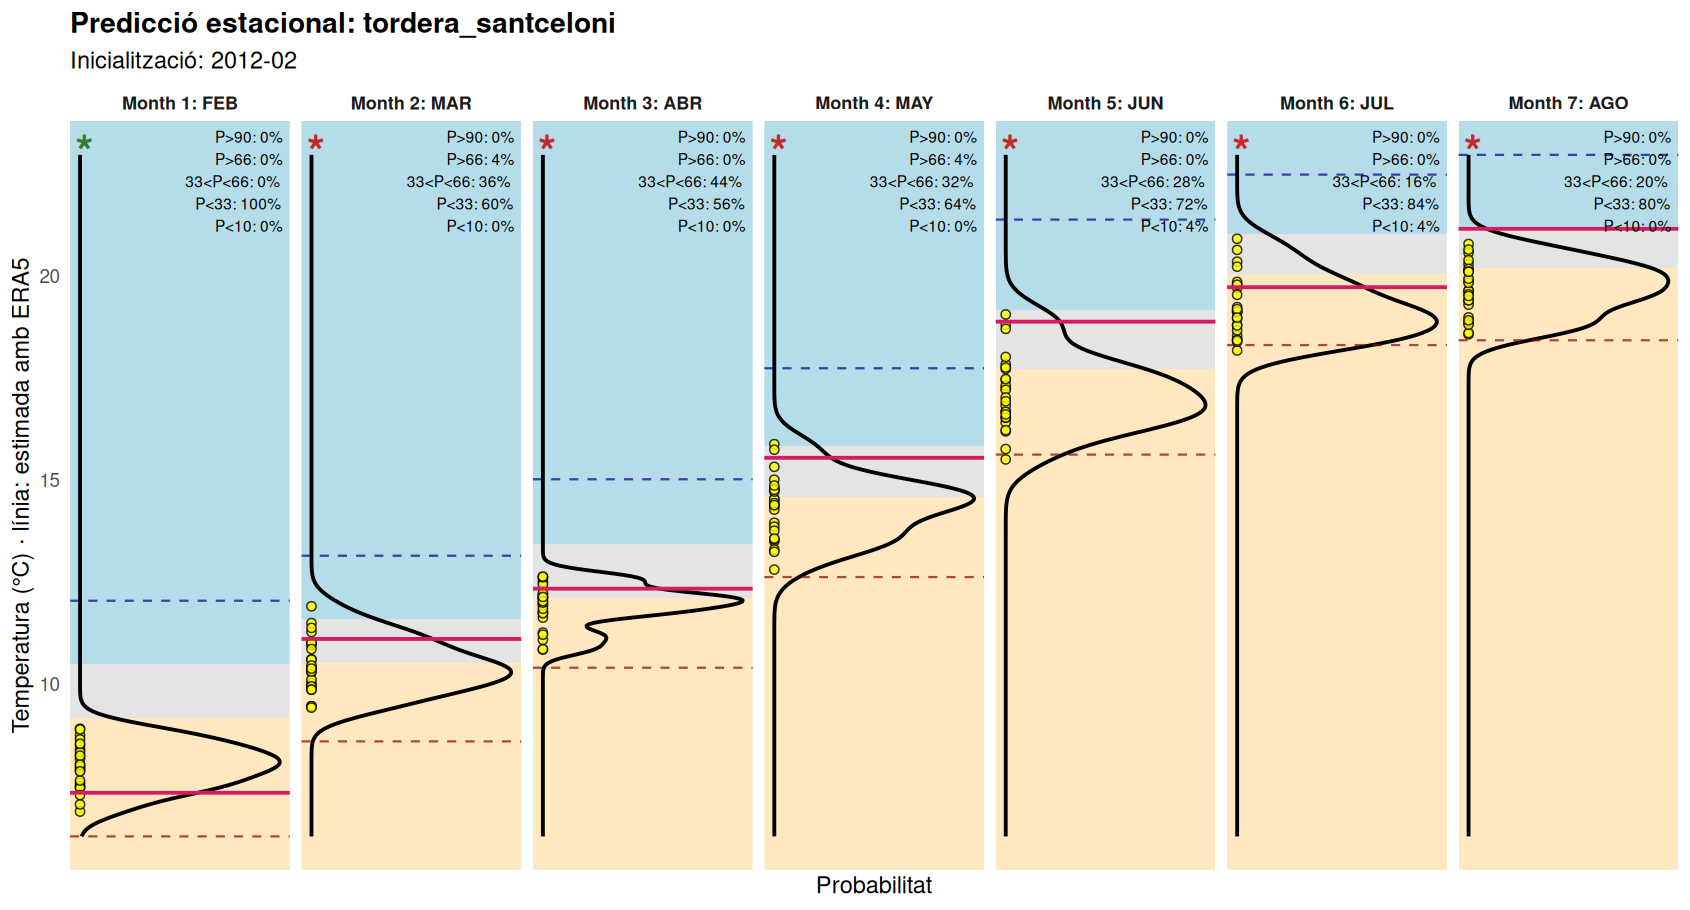 Predicció estacional: tordera_santceloni
Inicialització: 2012-02
Month 1: FEB
Month 2: MAR
Month 3: ABR
Month 4: MAY
Month 5: JUN
Month 6: JUL
Month 7: AGO
*
P>90: 0%
P>66: 0%
33<P<66: 0%
P<33: 100%
P<10: 0%
*
P>90: 0%
P>66: 4%
33<P<66: 36%
P<33: 60%
P<10: 0%
*
P>90: 0%
P>66: 0%
33<P<66: 44%
P<33: 56%
P<10: 0%
*
P>90: 0%
P>66: 4%
33<P<66: 32%
P<33: 64%
P<10: 0%
*
P>90: 0%
P>66: 0%
33<P<66: 28%
P<33: 72%
P<10: 4%
*
P>90: 0%
P>66: 0%
33<P<66: 16%
P<33: 84%
P<10: 4%
*
P>90: 0%
P>66: 0%
33<P<66: 20%
P<33: 80%
P<10: 0%
20
15
10
Temperatura (°C) · línia: estimada amb ERA5
Probabilitat